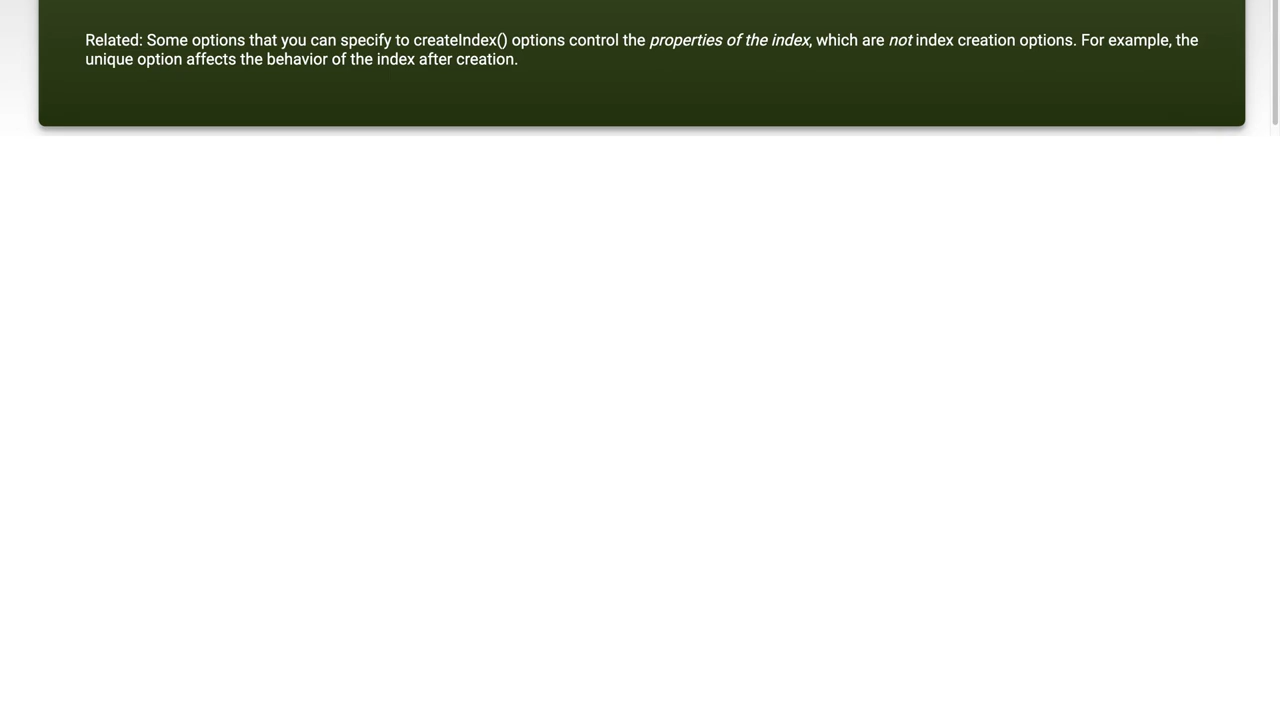 Related: Some options that you can specify to createIndex() options control the properties of the index, which are not index creation options. For example, the
unique option affects the behavior of the index after creation.